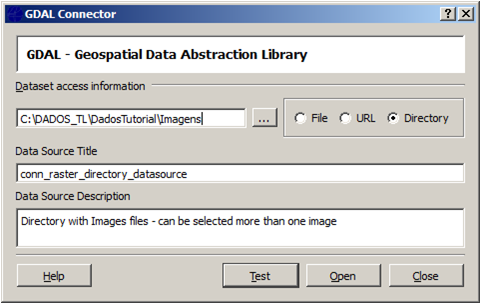 GDAL Connector
GDAL - Geospatial Data Abstraction Library
Dataset access information
C:\DADOS_TL\DadosTutorial\Imagens ... File URL Directory
Data Source Title
conn_raster_directory_datasource
Data Source Description
Directory with Images files - can be selected more than one image
Help Test Open Close